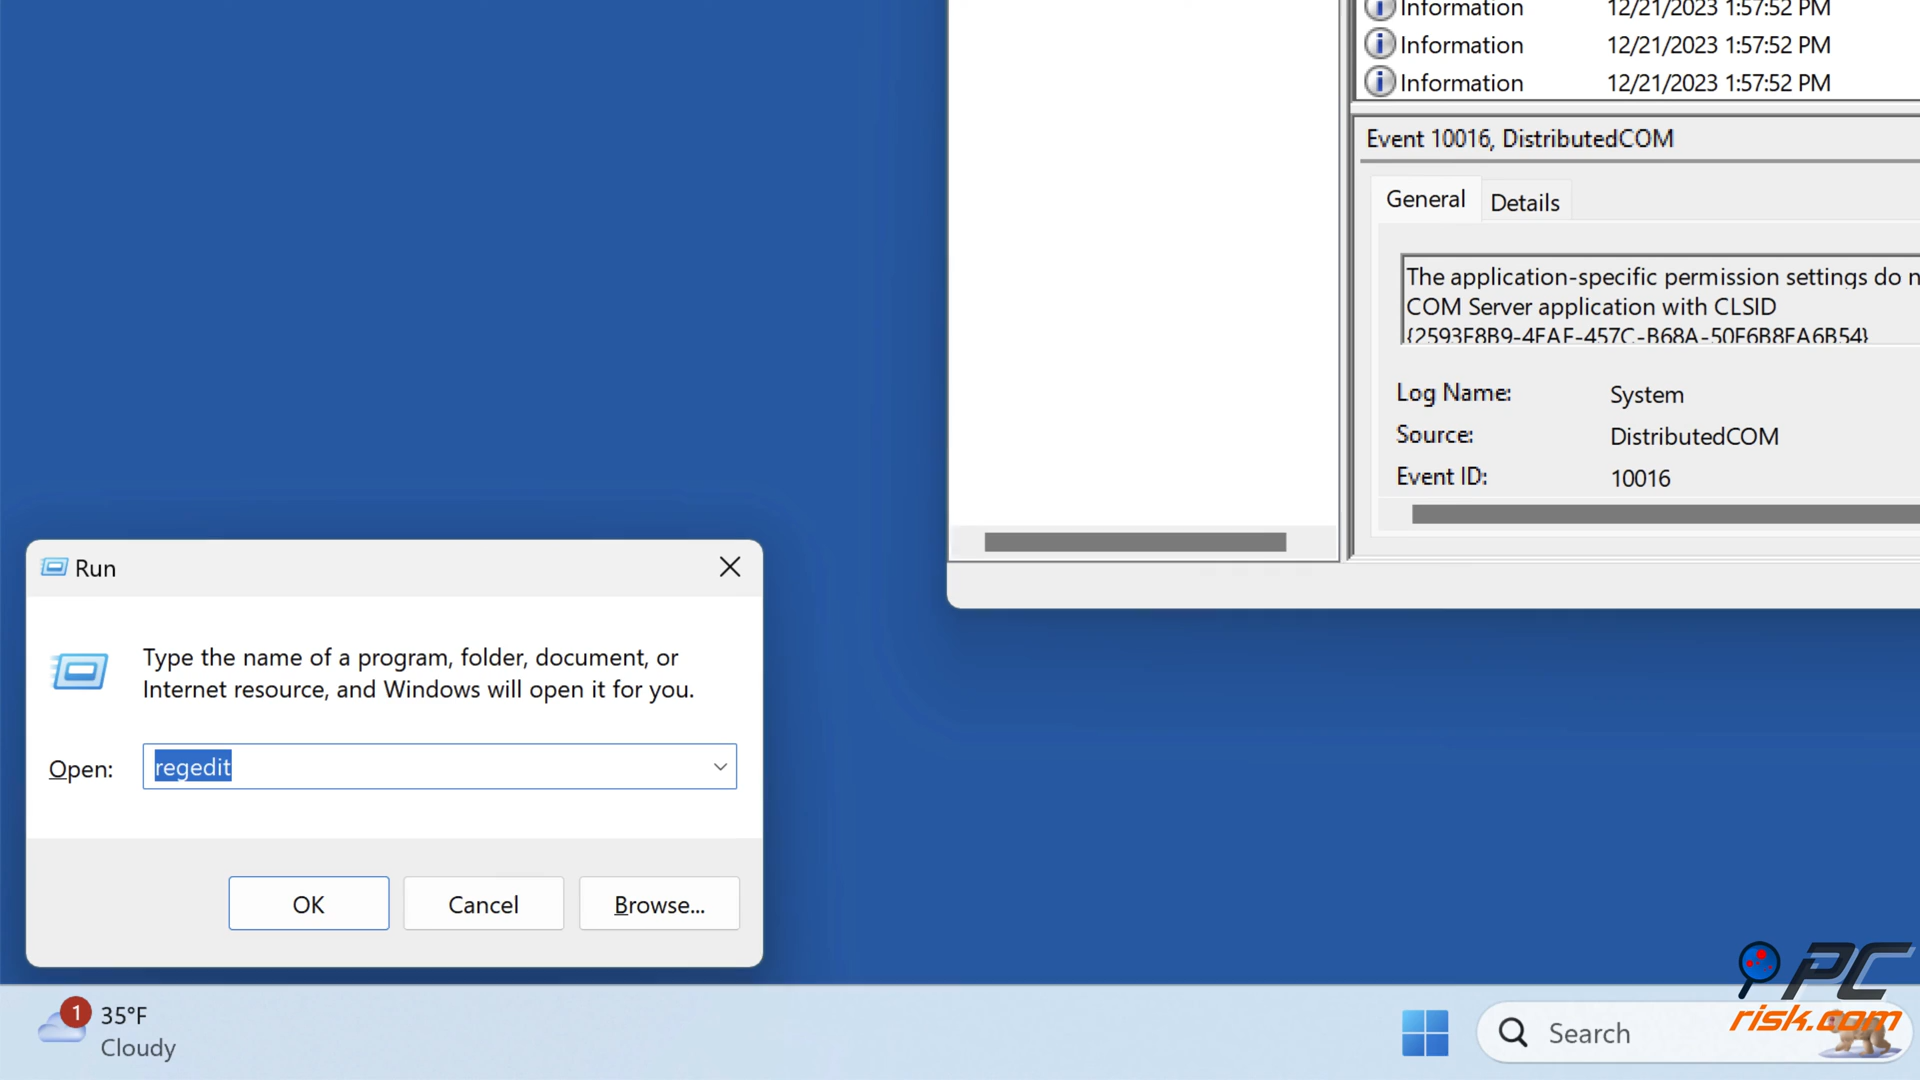 Information 12/21/2023 1:57:52 PM
Information 12/21/2023 1:57:52 PM
Information 12/21/2023 1:57:52 PM
Event 10016, DistributedCOM
General Details
The application-specific permission settings do n
COM Server application with CLSID
{2593F8B9-4EAF-457C-B68A-50F6B8EA6B54}
Log Name: System
Source: DistributedCOM
Event ID: 10016
Run
Type the name of a program, folder, document, or
Internet resource, and Windows will open it for you.
Open: regedit
OK Cancel Browse...
1
35°F
Cloudy
Search
PC
risk.com